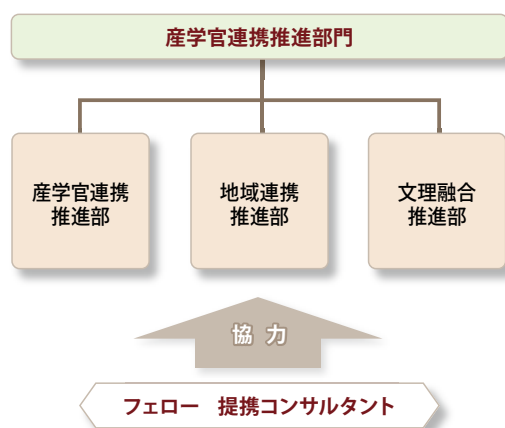 産学官連携推進部門
産学官連携
推進部
地域連携
推進部
文理融合
推進部
協 力
フェロー　提携コンサルタント